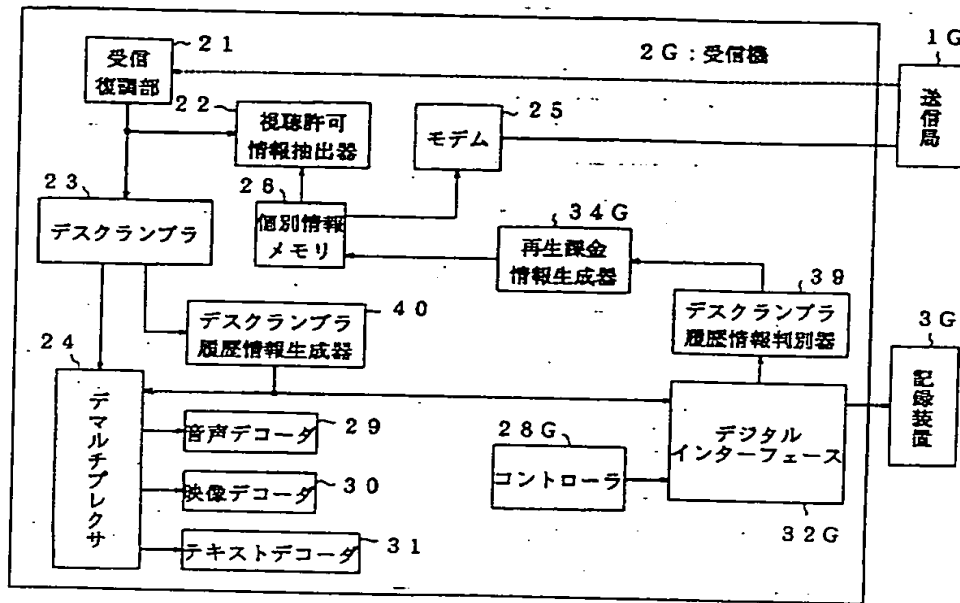 2 1
2 G : 受信機
1 G
受信
復調部
送信局
2 2
視聴許可
情報抽出器
2 5
モデム
2 3
デスクランブラ
2 6
個別情報
メモリ
3 4 G
再生課金
情報生成器
3 9
デスクランブラ
履歴情報判別器
4 0
デスクランブラ
履歴情報生成器
3 G
記録装置
2 4
デマルチプレクサ
音声デコーダ
2 9
映像デコーダ
3 0
テキストデコーダ
3 1
2 8 G
コントローラ
デジタル
インターフェース
3 2 G